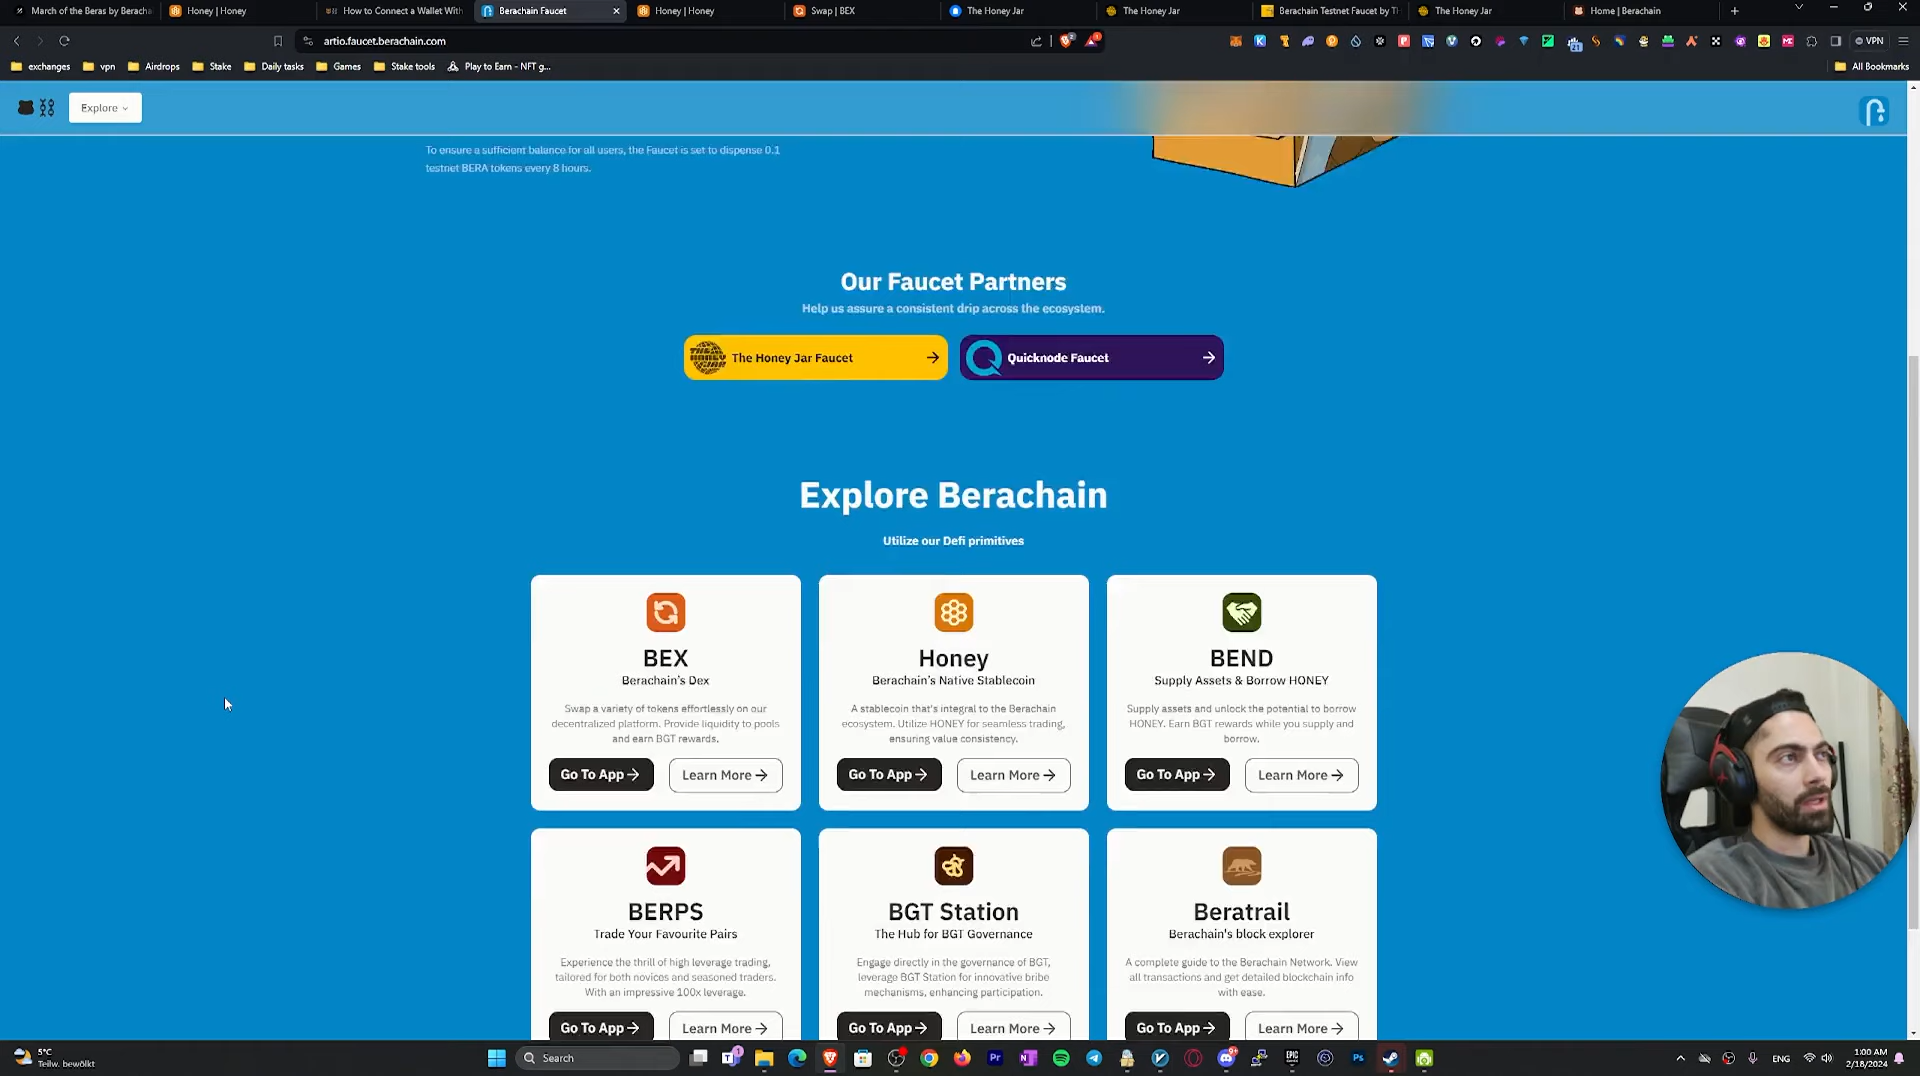 March of the Beras by Berach
Honey | Honey
How to Connect a Wallet With
Berachain Faucet
Honey | Honey
Swap | BEX
The Honey Jar
The Honey Jar
Berachain Testnet Faucet by T
The Honey Jar
Home | Berachain
artio.faucet.berachain.com
VPN
exchanges
vpn
Airdrops
Stake
Daily tasks
Games
Stake tools
Play to Earn - NFT g...
All Bookmarks
Explore
To ensure a sufficient balance for all users, the Faucet is set to dispense 0.1
testnet BERA tokens every 8 hours.
Our Faucet Partners
Help us assure a consistent drip across the ecosystem.
The Honey Jar Faucet
Quicknode Faucet
Explore Berachain
Utilize our Defi primitives
BEX
Berachain's Dex
Swap a variety of tokens effortlessly on our
decentralized platform. Provide liquidity to pools
and earn BGT rewards.
Go To App
Learn More
Honey
Berachain's Native Stablecoin
A stablecoin that's integral to the Berachain
ecosystem. Utilize HONEY for seamless trading,
ensuring value consistency.
Go To App
Learn More
BEND
Supply Assets & Borrow HONEY
Supply assets and unlock the potential to borrow
HONEY. Earn BGT rewards while you supply and
borrow.
Go To App
Learn More
BERPS
Trade Your Favourite Pairs
Experience the thrill of high leverage trading,
tailored for both novices and seasoned traders.
With an impressive 100x leverage.
Go To App
Learn More
BGT Station
The Hub for BGT Governance
Engage directly in the governance of BGT,
leverage BGT Station for innovative bribe
mechanisms, enhancing participation.
Go To App
Learn More
Beratrail
Berachain's block explorer
A complete guide to the Berachain Network. View
all transactions and get detailed blockchain info
with ease.
Go To App
Learn More
5°C
Teilw. bewölkt
Search
ENG
1:00 AM
2/18/2024